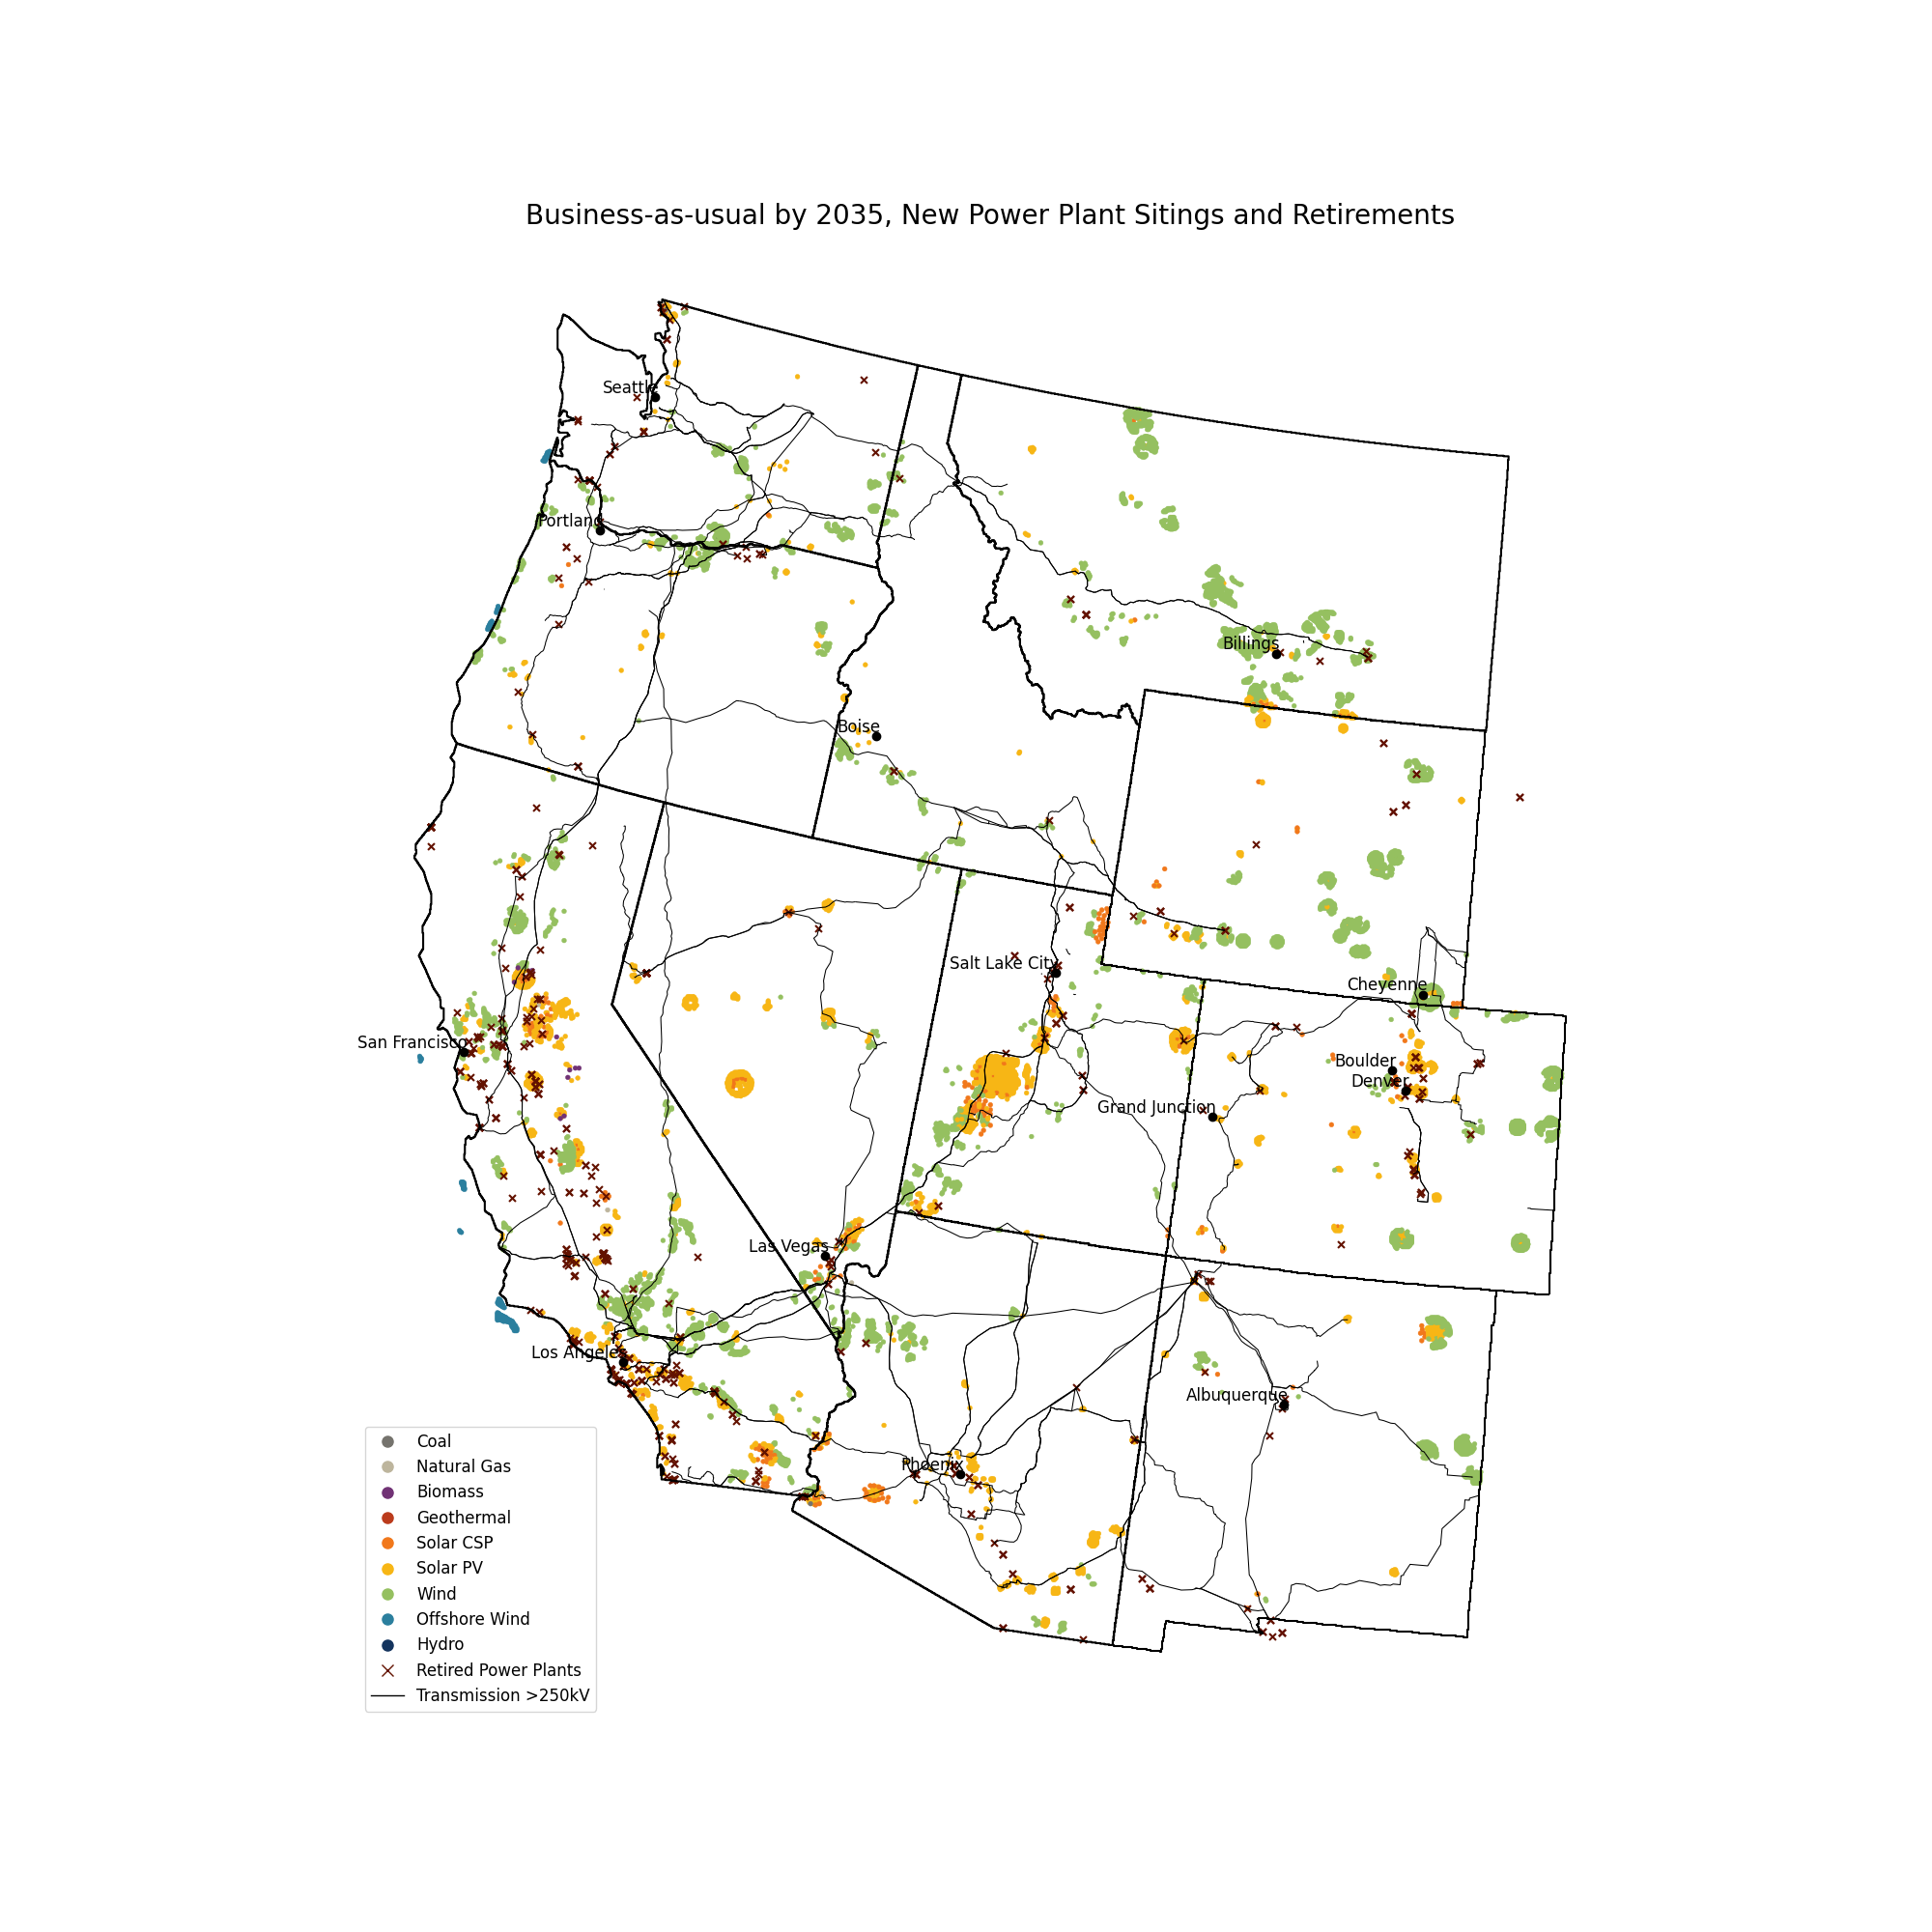 Business-as-usual by 2035, New Power Plant Sitings and Retirements
Seattle
Portland
Billings
Boise
Salt Lake City
Cheyenne
San Francisco
Boulder
Denver
Grand Junction
Las Vegas
Los Angeles
Albuquerque
Phoenix
Coal
Natural Gas
Biomass
Geothermal
Solar CSP
Solar PV
Wind
Offshore Wind
Hydro
Retired Power Plants
Transmission >250kV